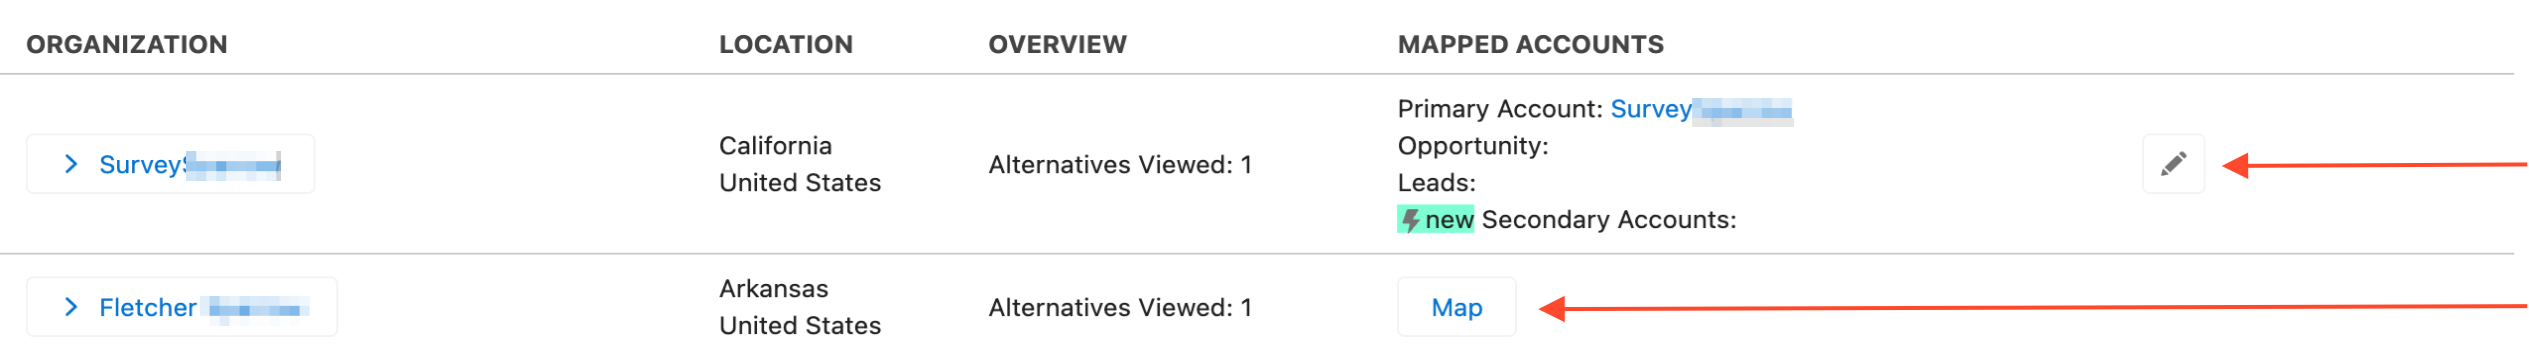 ORGANIZATION LOCATION OVERVIEW MAPPED ACCOUNTS
Survey
California
United States
Alternatives Viewed: 1
Primary Account: Survey
Opportunity:
Leads:
new Secondary Accounts:
Fletcher
Arkansas
United States
Alternatives Viewed: 1
Map